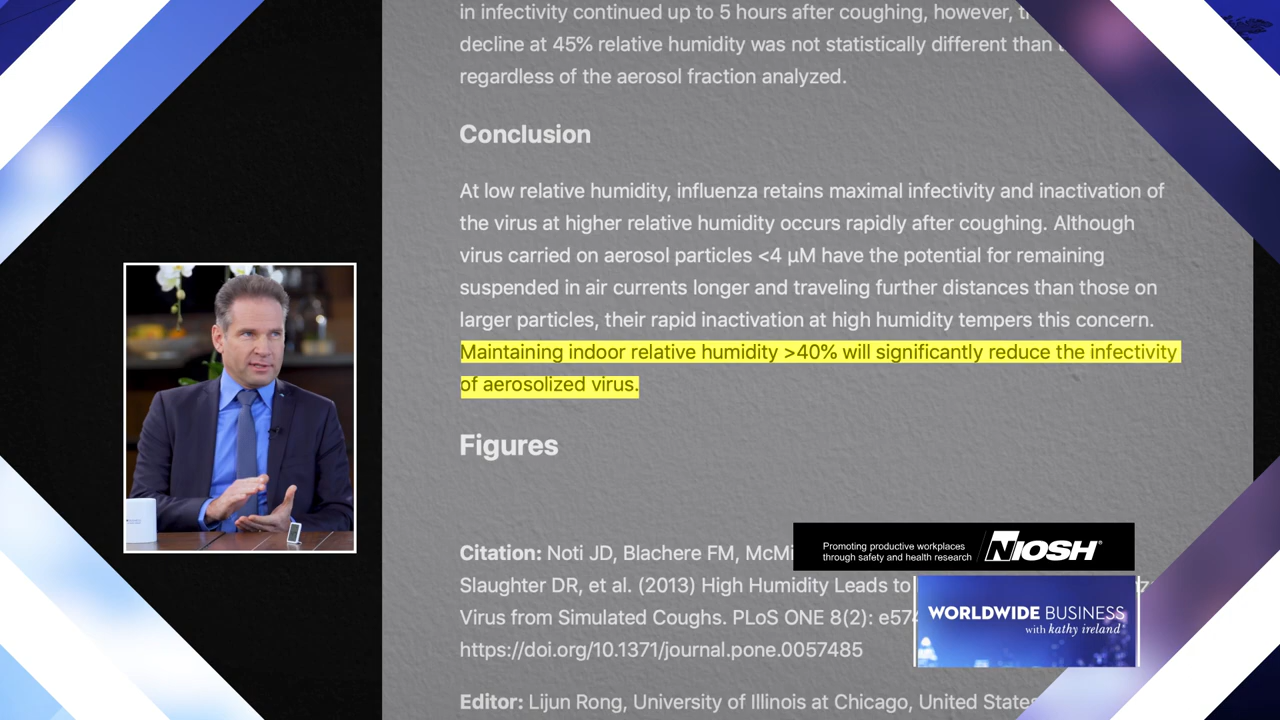 in infectivity continued up to 5 hours after coughing, however,
decline at 45% relative humidity was not statistically different than
regardless of the aerosol fraction analyzed.
Conclusion
At low relative humidity, influenza retains maximal infectivity and inactivation of
the virus at higher relative humidity occurs rapidly after coughing. Although
virus carried on aerosol particles <4 µM have the potential for remaining
suspended in air currents longer and traveling further distances than those on
larger particles, their rapid inactivation at high humidity tempers this concern.
Maintaining indoor relative humidity >40% will significantly reduce the infectivity
of aerosolized virus.
Figures
Citation: Noti JD, Blachere FM,
Slaughter DR, et al. (2013) High Humidity Leads to
Virus from Simulated Coughs. PLoS ONE 8(2):
https://doi.org/10.1371/journal.pone.0057485
Editor: Lijun Rong, University of Illinois at Chicago, United States
Promoting productive workplaces
through safety and health research
NIOSH®
WORLDWIDE BUSINESS
with kathy ireland®